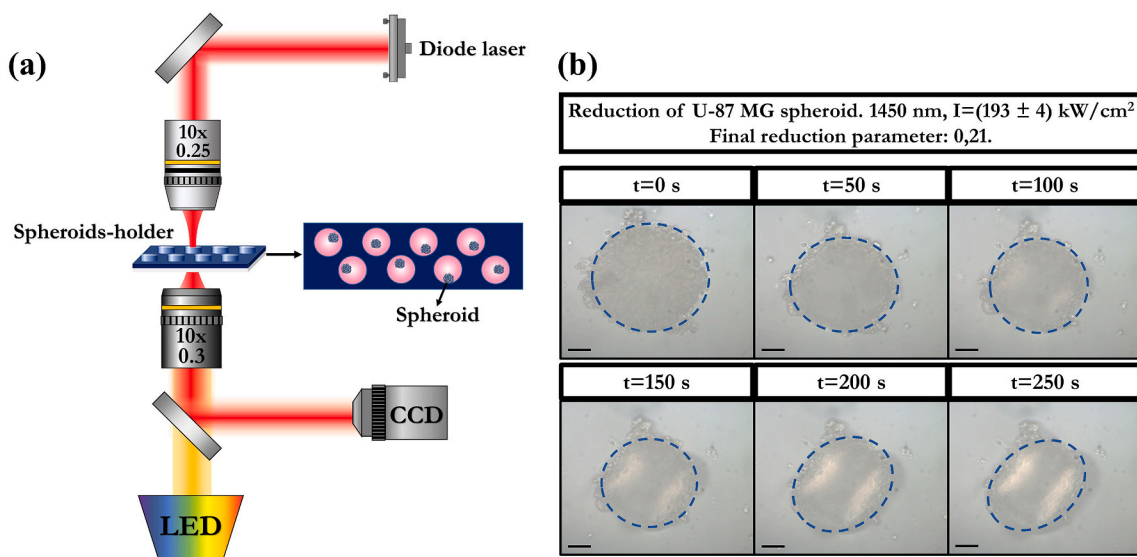 (a)
Diode laser
10x
0.25
Spheroids-holder
Spheroid
10x
0.3
CCD
LED
(b)
Reduction of U-87 MG spheroid. 1450 nm, I=(193 ± 4) kW/cm²
Final reduction parameter: 0,21.
t=0 s
t=50 s
t=100 s
t=150 s
t=200 s
t=250 s